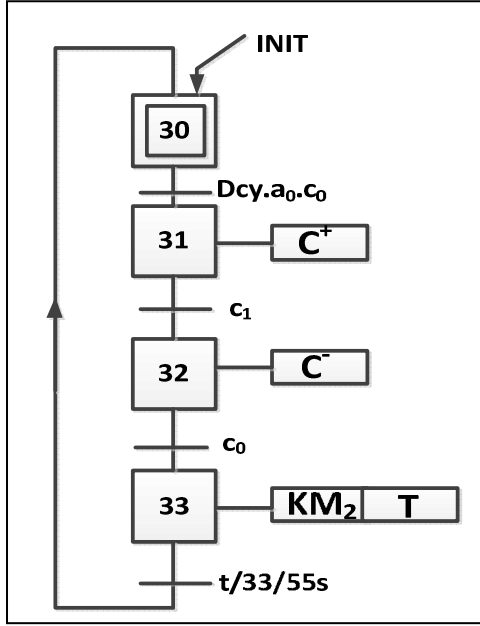 INIT
30
Dcy.a₀.c₀
31 C⁺
c₁
32 C⁻
c₀
33 KM₂ T
t/33/55s